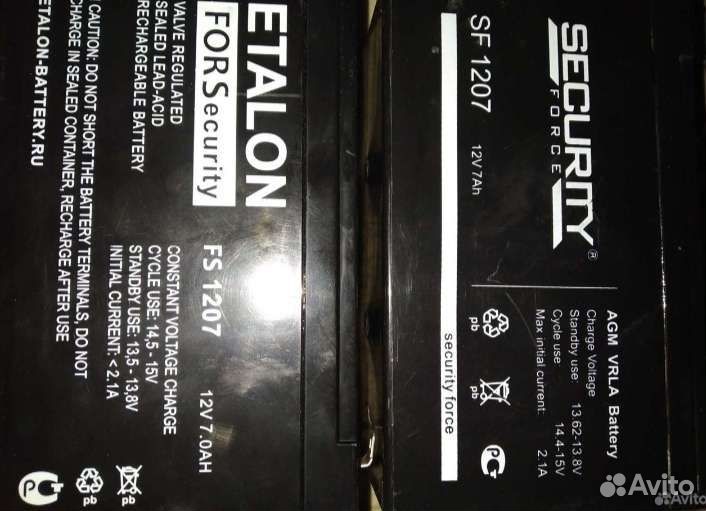 SECURITY
FORCE
®
SF 1207
12V 7Ah
AGM VRLA Battery
Charge Voltage
Standby use: 13.62-13.8V
Cycle use 14.4-15V
Max initial current: 2.1A
pb
pb
security force
ETALON
FORSecurity
VALVE REGULATED
SEALED LEAD-ACID
RECHARGEABLE BATTERY
CAUTION: DO NOT SHORT THE BATTERY TERMINALS, DO NOT
CHARGE IN SEALED CONTAINER, RECHARGE AFTER USE
ETALON-BATTERY.RU
FS 1207
12V 7.0AH
CONSTANT VOLTAGE CHARGE
CYCLE USE: 14,5 - 15V
STANDBY USE: 13,5 - 13,8V
INITIAL CURRENT: < 2.1A
Avito
Avito